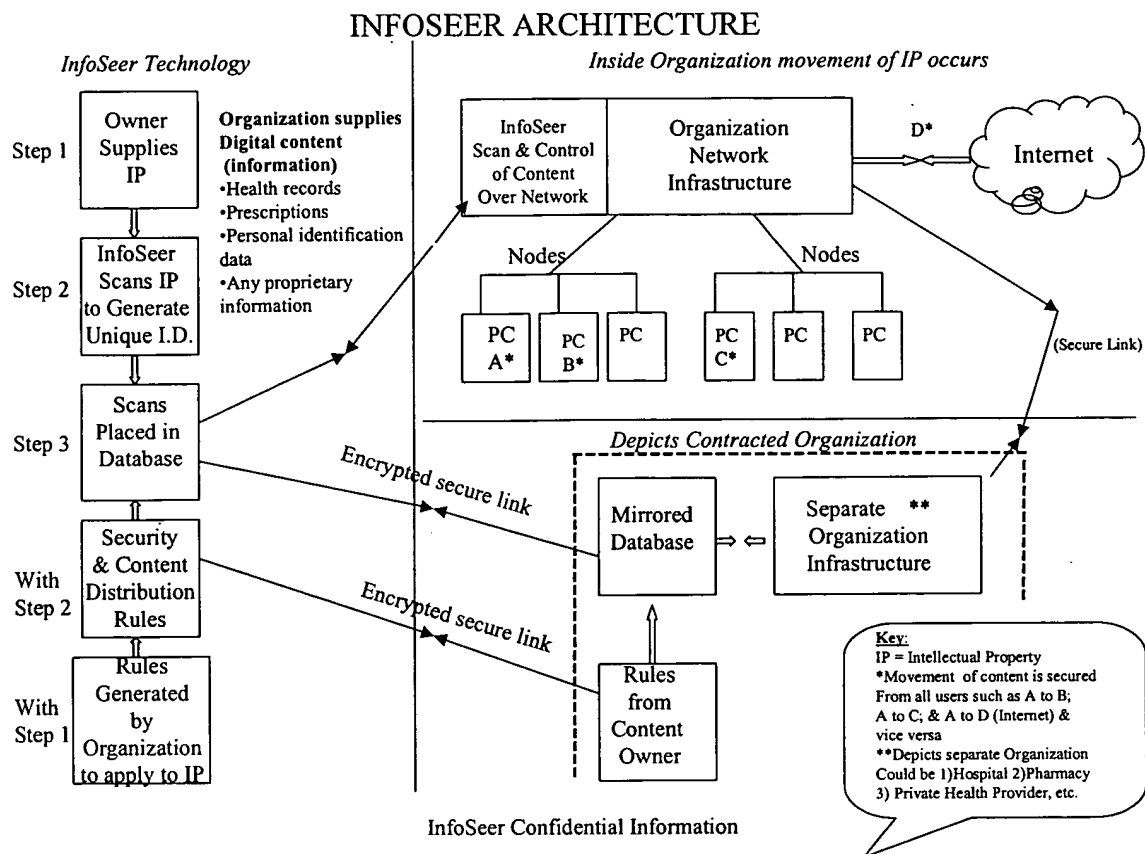 INFOSEER ARCHITECTURE
InfoSeer Technology
Step 1
Owner
Supplies
IP
Organization supplies
Digital content
(information)
•Health records
•Prescriptions
•Personal identification
data
•Any proprietary
information
Step 2
InfoSeer
Scans IP
to Generate
Unique I.D.
Step 3
Scans
Placed in
Database
With
Step 2
Security
& Content
Distribution
Rules
With
Step 1
Rules
Generated
by
Organization
to apply to IP
Inside Organization movement of IP occurs
InfoSeer
Scan & Control
of Content
Over Network
Organization
Network
Infrastructure
D*
Internet
Nodes
Nodes
PC
A*
PC
B*
PC
PC
C*
PC
PC
(Secure Link)
Depicts Contracted Organization
Encrypted secure link
Mirrored
Database
Separate **
Organization
Infrastructure
Encrypted secure link
Rules
from
Content
Owner
Key:
IP = Intellectual Property
*Movement of content is secured
From all users such as A to B;
A to C; & A to D (Internet) &
vice versa
**Depicts separate Organization
Could be 1)Hospital 2)Pharmacy
3) Private Health Provider, etc.
InfoSeer Confidential Information